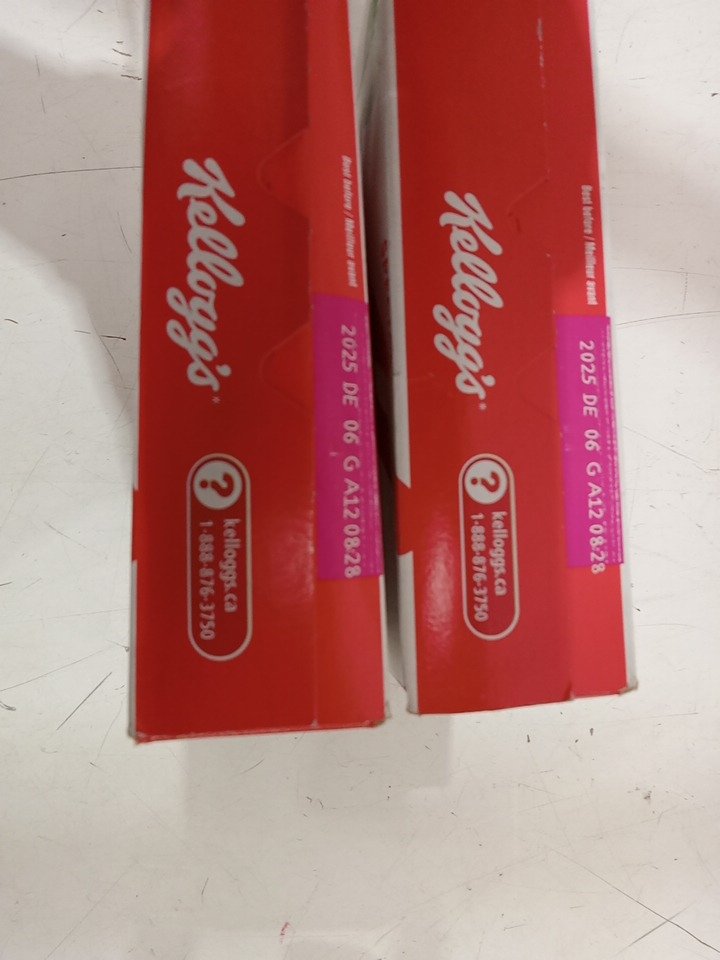 Kellogg's*
kelloggs.ca
1-888-876-3750
Best before / Meilleur avant
2025 DE 06 G A12 08:28
Kellogg's*
kelloggs.ca
1-888-876-3750
Best before / Meilleur avant
2025 DE 06 G A12 08:28